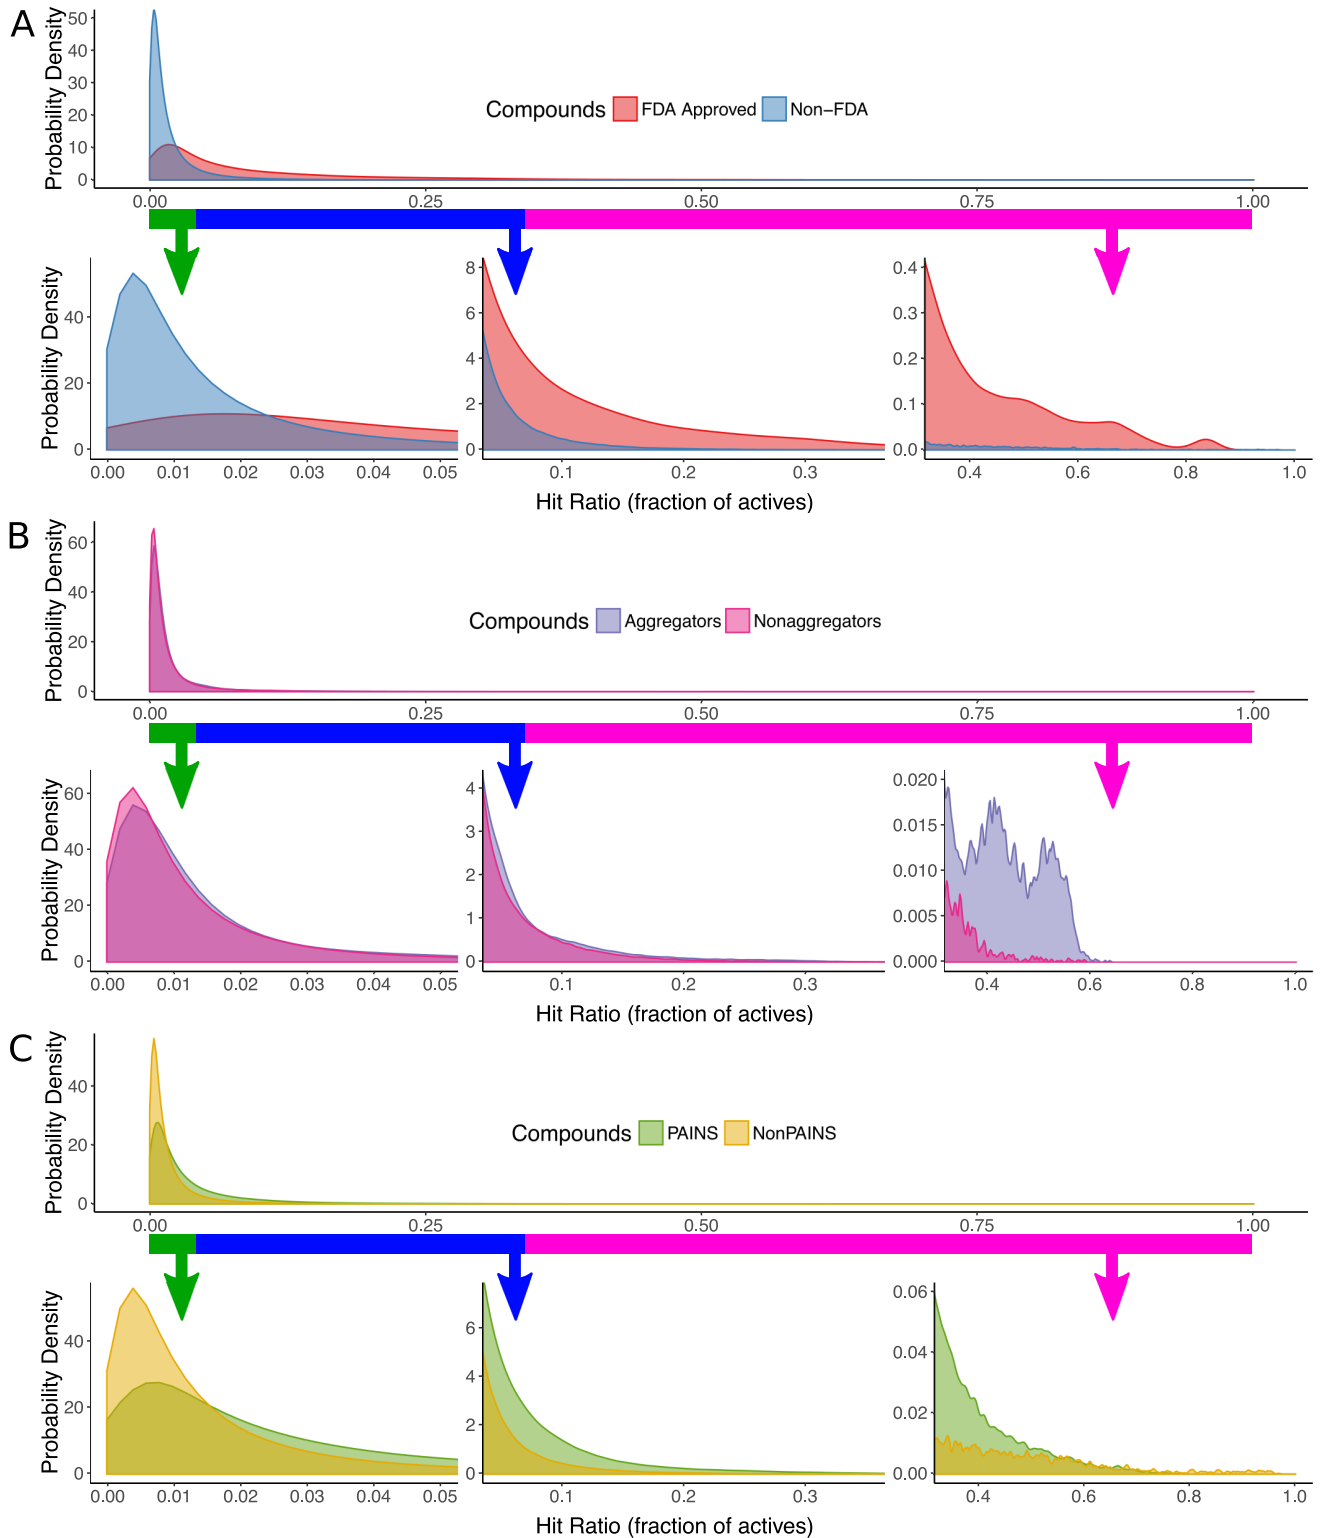 A
Probability Density
50
40
30
20
10
0
Compounds FDA Approved Non−FDA
0.00 0.25 0.50 0.75 1.00
Probability Density
40
20
0
0.00 0.01 0.02 0.03 0.04 0.05
8
6
4
2
0
0.1 0.2 0.3
0.4
0.3
0.2
0.1
0.0
0.4 0.6 0.8 1.0
Hit Ratio (fraction of actives)
B
Probability Density
60
40
20
0
Compounds Aggregators Nonaggregators
0.00 0.25 0.50 0.75 1.00
Probability Density
60
40
20
0
0.00 0.01 0.02 0.03 0.04 0.05
4
3
2
1
0
0.1 0.2 0.3
0.020
0.015
0.010
0.005
0.000
0.4 0.6 0.8 1.0
Hit Ratio (fraction of actives)
C
Probability Density
40
20
0
Compounds PAINS NonPAINS
0.00 0.25 0.50 0.75 1.00
Probability Density
40
20
0
0.00 0.01 0.02 0.03 0.04 0.05
6
4
2
0
0.1 0.2 0.3
0.06
0.04
0.02
0.00
0.4 0.6 0.8 1.0
Hit Ratio (fraction of actives)